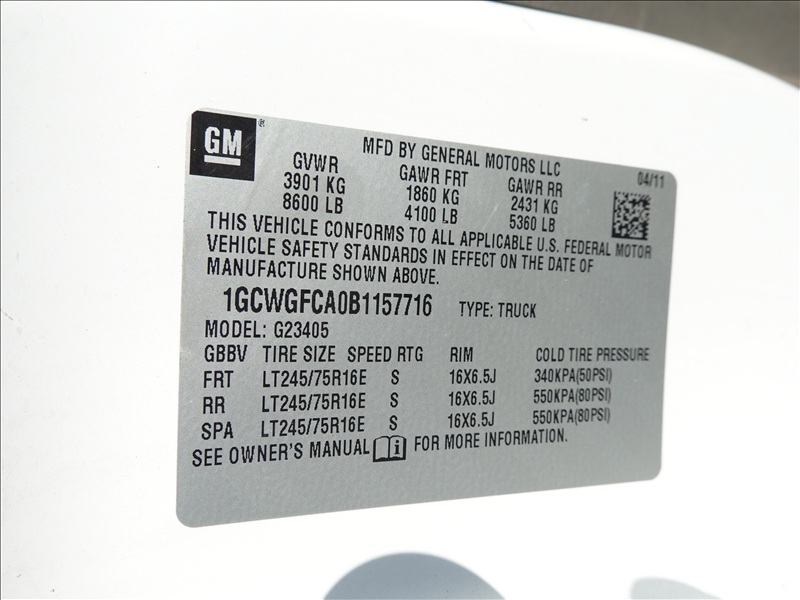 GM®
MFD BY GENERAL MOTORS LLC
04/11
GVWR GAWR FRT GAWR RR
3901 KG 1860 KG 2431 KG
8600 LB 4100 LB 5360 LB
THIS VEHICLE CONFORMS TO ALL APPLICABLE U.S. FEDERAL MOTOR
VEHICLE SAFETY STANDARDS IN EFFECT ON THE DATE OF
MANUFACTURE SHOWN ABOVE.
1GCWGFCA0B1157716 TYPE: TRUCK
MODEL: G23405
GBBV TIRE SIZE SPEED RTG RIM COLD TIRE PRESSURE
FRT LT245/75R16E S 16X6.5J 340KPA(50PSI)
RR LT245/75R16E S 16X6.5J 550KPA(80PSI)
SPA LT245/75R16E S 16X6.5J 550KPA(80PSI)
SEE OWNER'S MANUAL i FOR MORE INFORMATION.